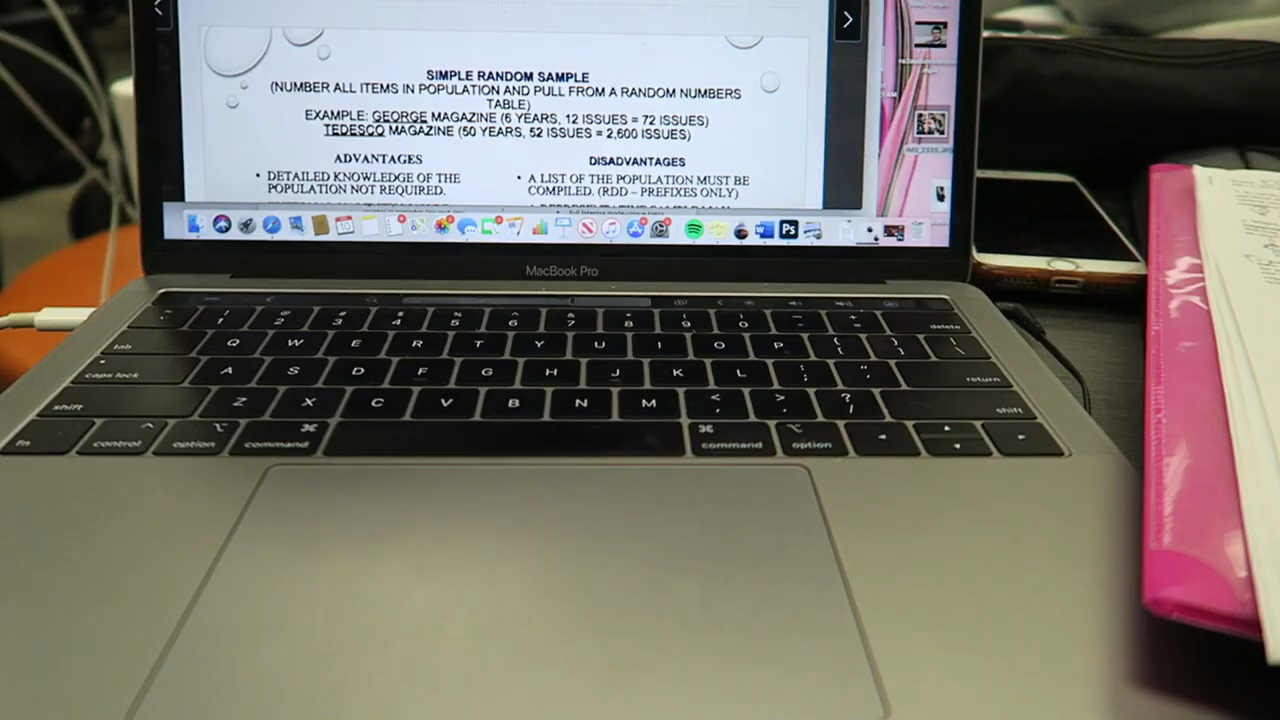 SIMPLE RANDOM SAMPLE
(NUMBER ALL ITEMS IN POPULATION AND PULL FROM A RANDOM NUMBERS
TABLE)
EXAMPLE: GEORGE MAGAZINE (6 YEARS, 12 ISSUES = 72 ISSUES)
TEDESCO MAGAZINE (50 YEARS, 52 ISSUES = 2,600 ISSUES)
ADVANTAGES
• DETAILED KNOWLEDGE OF THE
POPULATION NOT REQUIRED.
DISADVANTAGES
• A LIST OF THE POPULATION MUST BE
COMPILED. (RDD – PREFIXES ONLY)
10
Ps
MacBook Pro
~ ! 1 @ 2 # 3 $ 4 % 5 ^ 6 & 7 * 8 ( 9 ) 0 — - + = delete
tab Q W E R T Y U I O P { [ } ] | \
caps lock A S D F G H J K L : ; " ' return
shift Z X C V B N M < , > . ? / shift
fn control option command command option